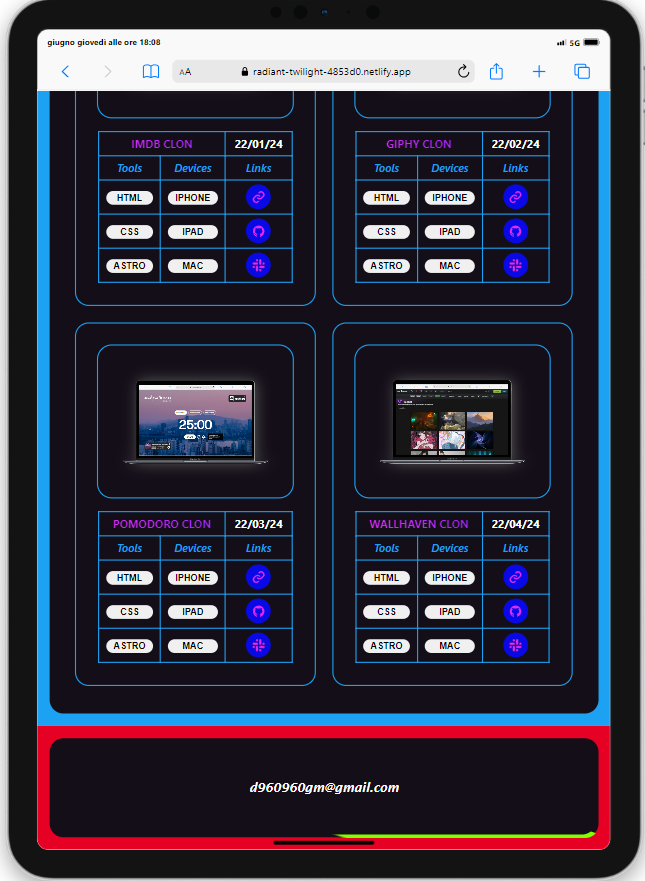 giugno giovedì alle ore 18:08 5G
AA radiant-twilight-4853d0.netlify.app
IMDB CLON 22/01/24 GIPHY CLON 22/02/24
Tools Devices Links Tools Devices Links
HTML IPHONE HTML IPHONE
CSS IPAD CSS IPAD
ASTRO MAC ASTRO MAC
25:00
POMODORO CLON 22/03/24 WALLHAVEN CLON 22/04/24
Tools Devices Links Tools Devices Links
HTML IPHONE HTML IPHONE
CSS IPAD CSS IPAD
ASTRO MAC ASTRO MAC
d960960gm@gmail.com